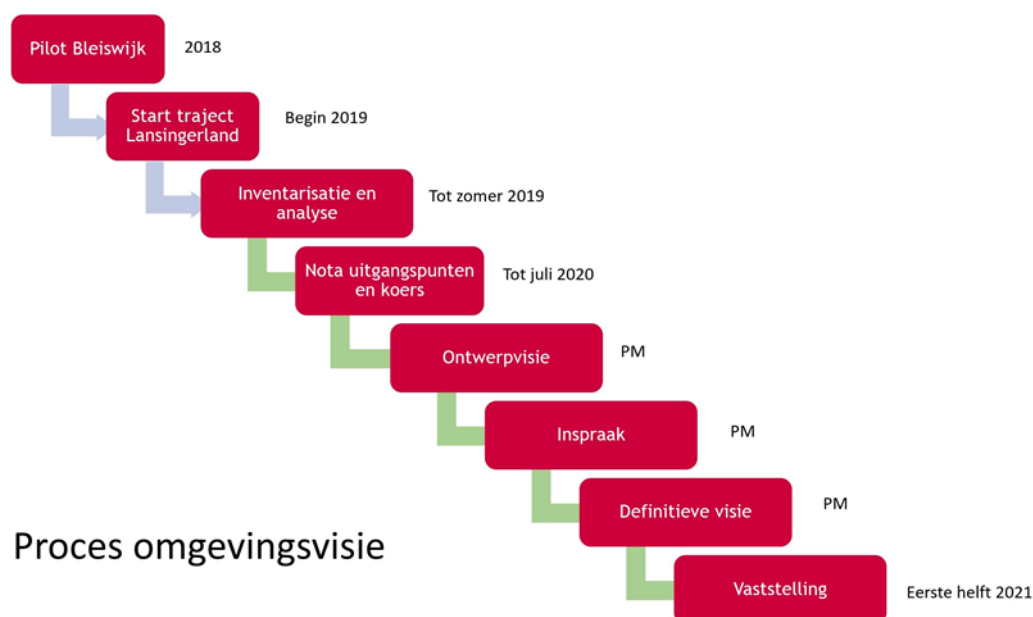 Pilot Bleiswijk
2018
Start traject
Lansingerland
Begin 2019
Inventarisatie en
analyse
Tot zomer 2019
Nota uitgangspunten
en koers
Tot juli 2020
Ontwerpvisie
PM
Inspraak
PM
Definitieve visie
PM
Vaststelling
Eerste helft 2021
Proces omgevingsvisie